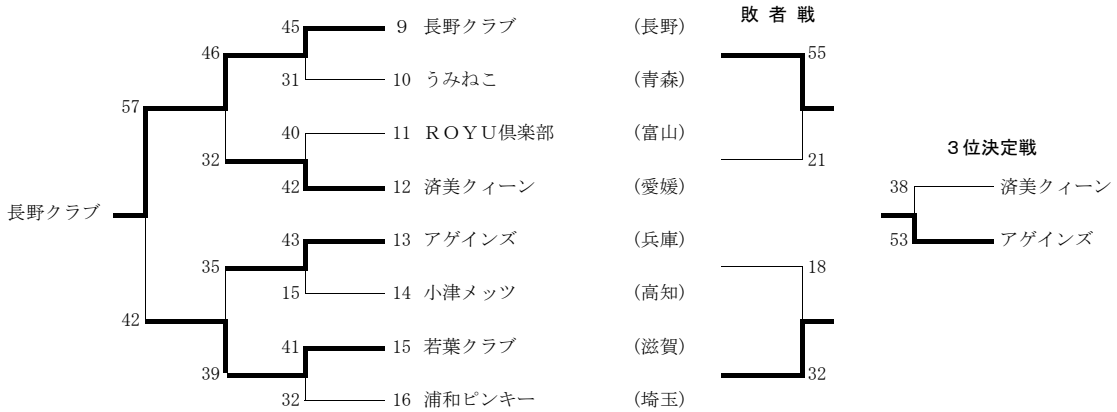 敗 者 戦
45 9 長野クラブ (長野)
46 55
31 10 うみねこ (青森)
57
40 11 ＲＯＹＵ倶楽部 (富山)
32 21
3位決定戦
42 12 済美クィーン (愛媛)
38 済美クィーン
長野クラブ
43 13 アゲインズ (兵庫)
53 アゲインズ
35 18
15 14 小津メッツ (高知)
42
41 15 若葉クラブ (滋賀)
39 32
32 16 浦和ピンキー (埼玉)